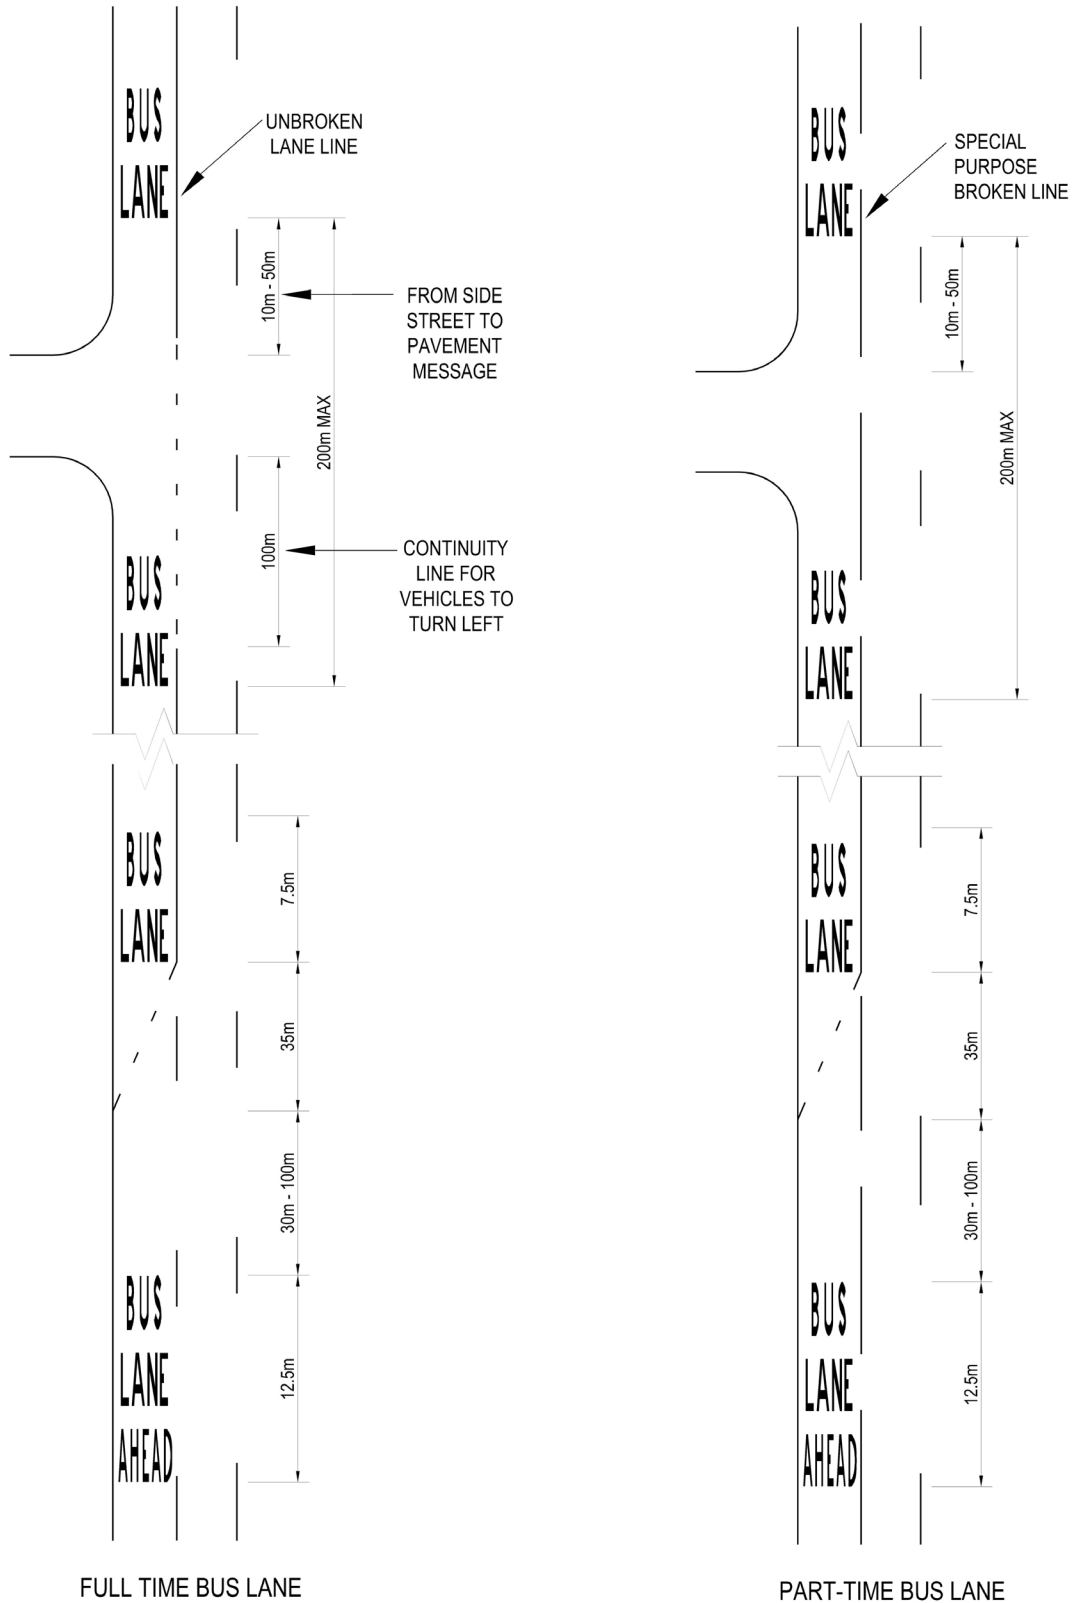 BUS
LANE
UNBROKEN
LANE LINE
10m - 50m
FROM SIDE
STREET TO
PAVEMENT
MESSAGE
200m MAX
100m
CONTINUITY
LINE FOR
VEHICLES TO
TURN LEFT
BUS
LANE
BUS
LANE
7.5m
35m
30m - 100m
BUS
LANE
AHEAD
12.5m
FULL TIME BUS LANE
BUS
LANE
SPECIAL
PURPOSE
BROKEN LINE
10m - 50m
200m MAX
BUS
LANE
BUS
LANE
7.5m
35m
30m - 100m
BUS
LANE
AHEAD
12.5m
PART-TIME BUS LANE